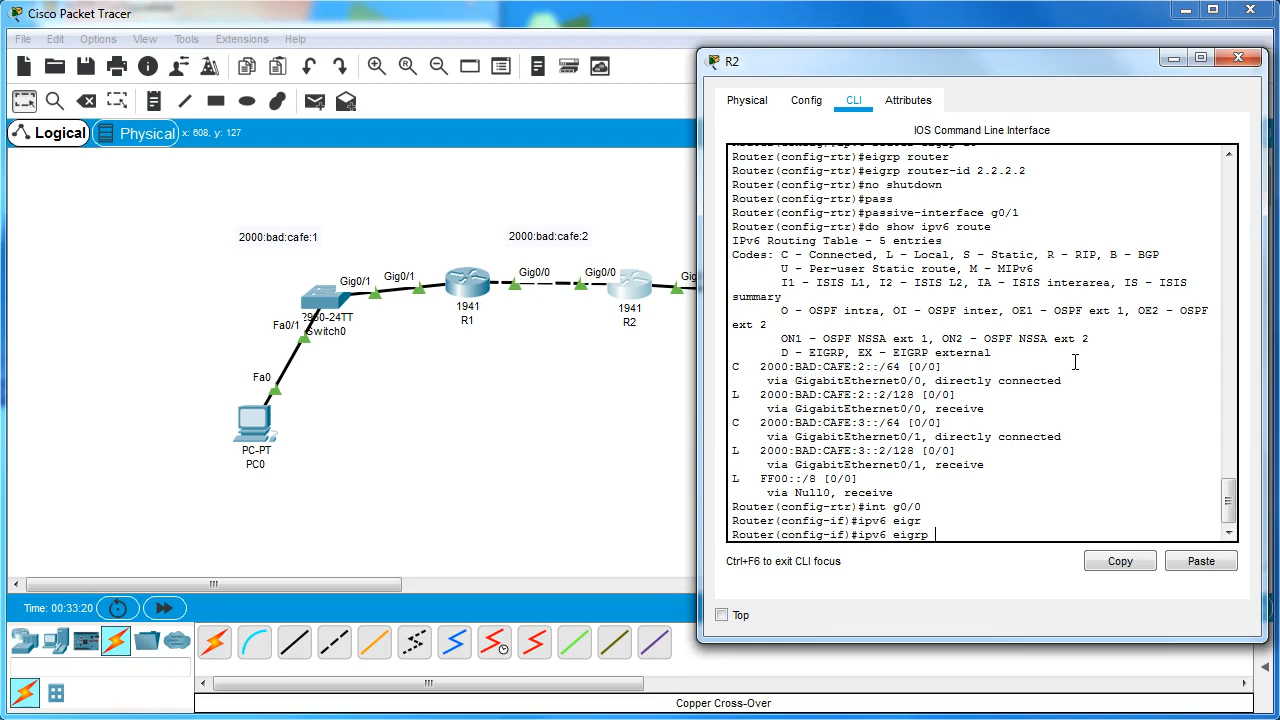 Cisco Packet Tracer
File Edit Options View Tools Extensions Help
Logical Physical x: 608, y: 127
2000:bad:cafe:1
2000:bad:cafe:2
Gig0/1
Gig0/1
Gig0/0
Gig0/0
Gig
1941
R1
1941
R2
Fa0/1
Switch0
Fa0
PC-PT
PC0
Time: 00:33:20
Copper Cross-Over
R2
Physical Config CLI Attributes
IOS Command Line Interface
Router(config-rtr)#eigrp router
Router(config-rtr)#eigrp router-id 2.2.2.2
Router(config-rtr)#no shutdown
Router(config-rtr)#pass
Router(config-rtr)#passive-interface g0/1
Router(config-rtr)#do show ipv6 route
IPv6 Routing Table - 5 entries
Codes: C - Connected, L - Local, S - Static, R - RIP, B - BGP
U - Per-user Static route, M - MIPv6
I1 - ISIS L1, I2 - ISIS L2, IA - ISIS interarea, IS - ISIS
summary
O - OSPF intra, OI - OSPF inter, OE1 - OSPF ext 1, OE2 - OSPF
ext 2
ON1 - OSPF NSSA ext 1, ON2 - OSPF NSSA ext 2
D - EIGRP, EX - EIGRP external
C 2000:BAD:CAFE:2::/64 [0/0]
via GigabitEthernet0/0, directly connected
L 2000:BAD:CAFE:2::2/128 [0/0]
via GigabitEthernet0/0, receive
C 2000:BAD:CAFE:3::/64 [0/0]
via GigabitEthernet0/1, directly connected
L 2000:BAD:CAFE:3::2/128 [0/0]
via GigabitEthernet0/1, receive
L FF00::/8 [0/0]
via Null0, receive
Router(config-rtr)#int g0/0
Router(config-if)#ipv6 eigr
Router(config-if)#ipv6 eigrp
Ctrl+F6 to exit CLI focus
Copy Paste
Top